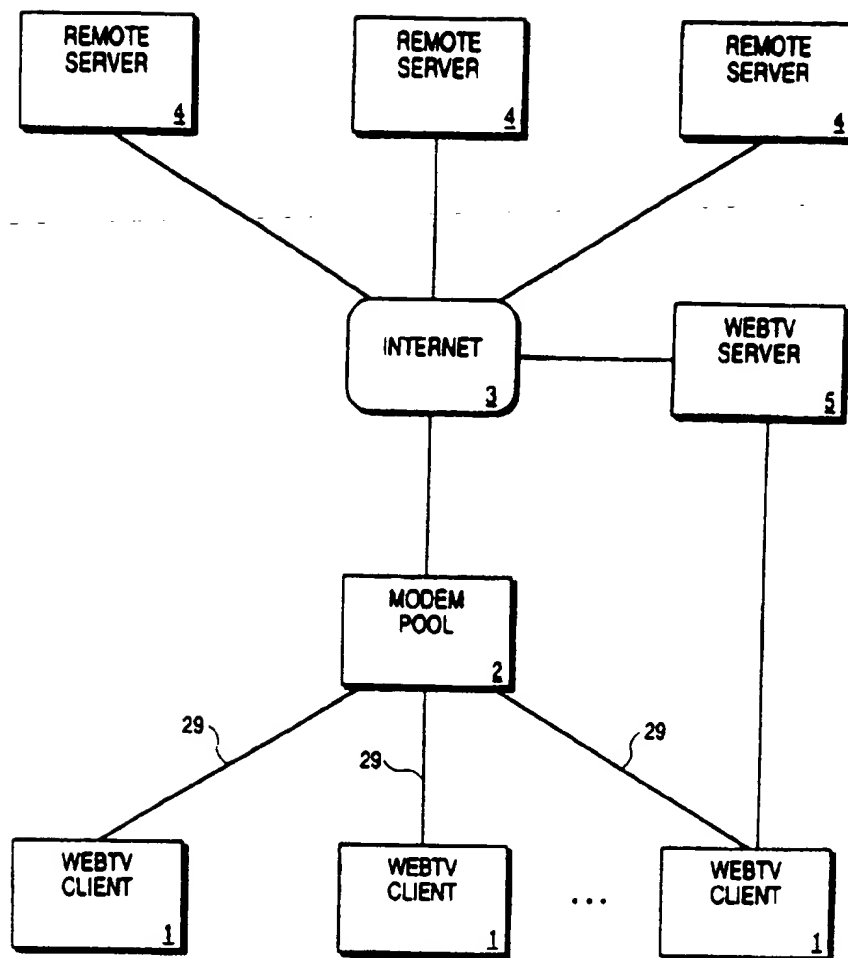 REMOTE
SERVER
4
REMOTE
SERVER
4
REMOTE
SERVER
4
INTERNET
3
WEBTV
SERVER
5
MODEM
POOL
2
29
29
29
WEBTV
CLIENT
1
WEBTV
CLIENT
1
...
WEBTV
CLIENT
1